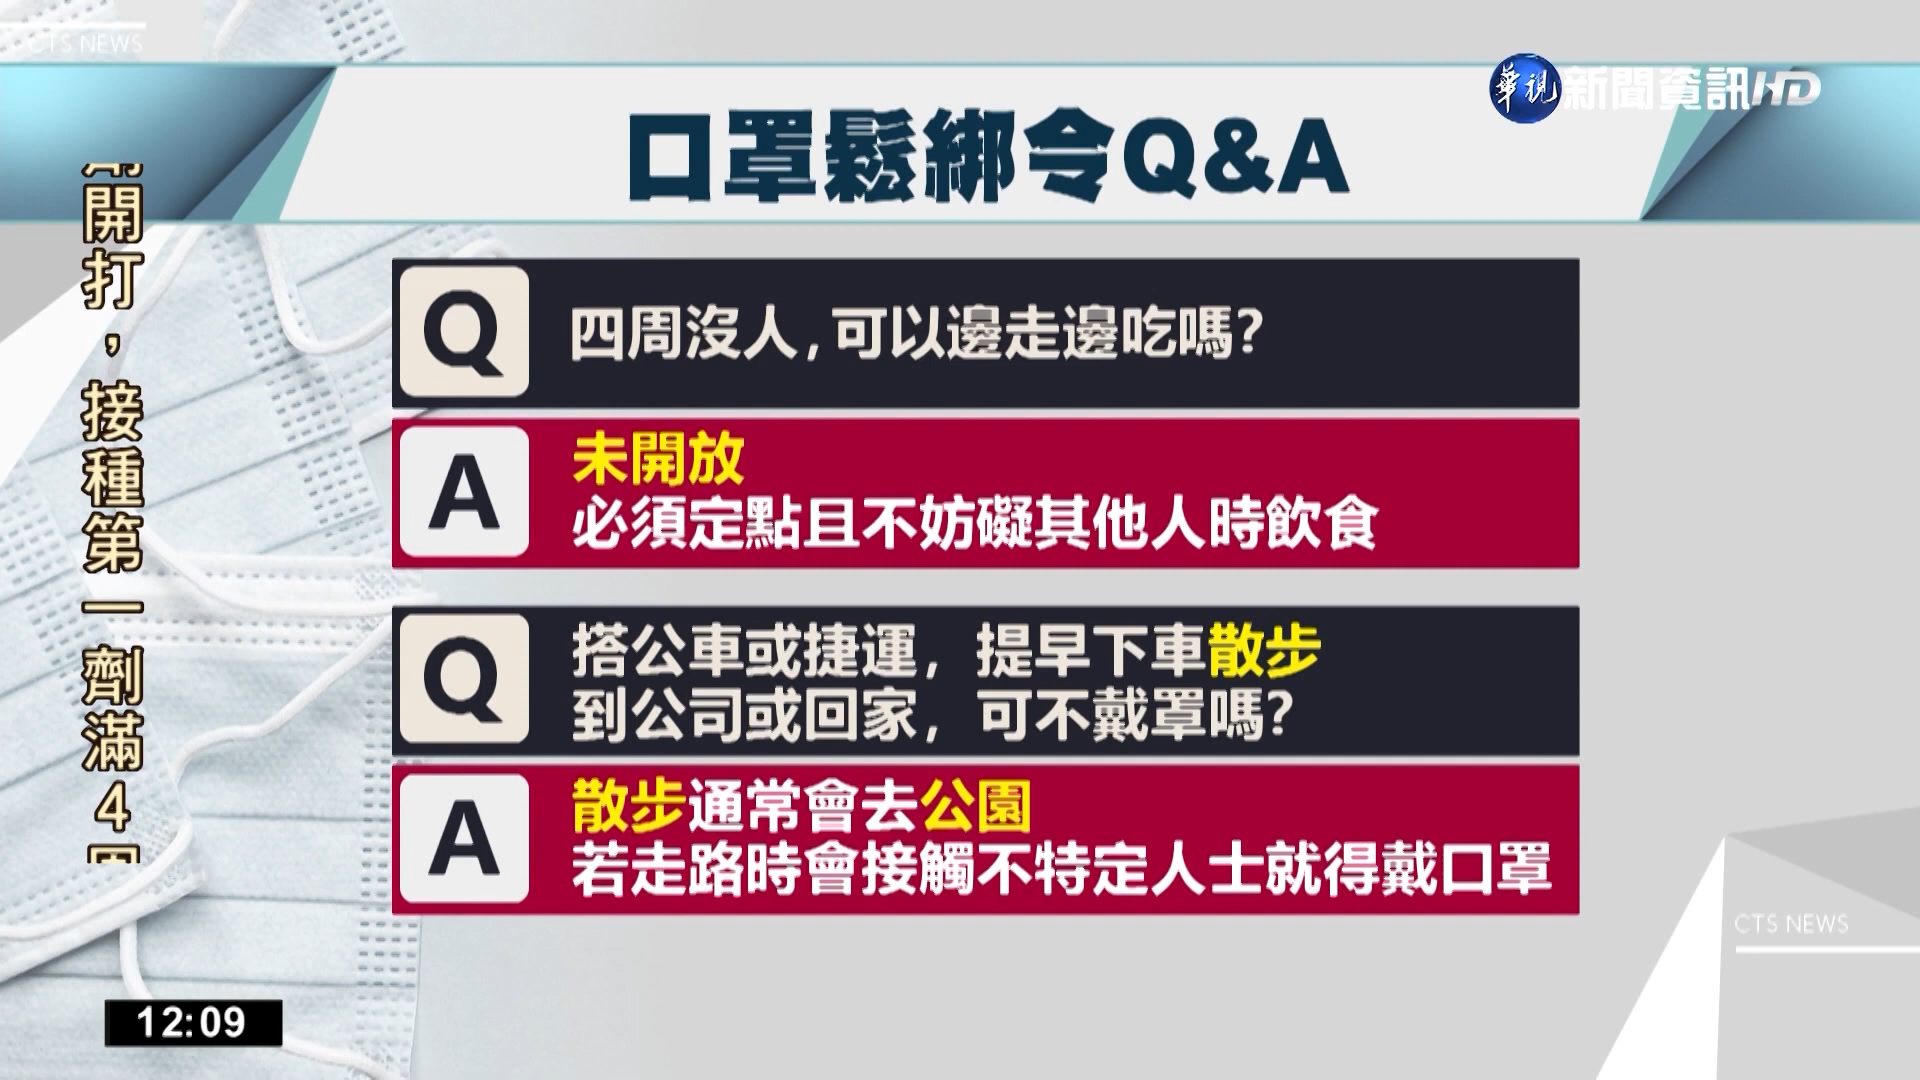 CTS NEWS
華視新聞資訊HD
口罩鬆綁令Q&A
Q
四周沒人,可以邊走邊吃嗎?
A
未開放
必須定點且不妨礙其他人時飲食
Q
搭公車或捷運，提早下車散步
到公司或回家，可不戴罩嗎?
A
散步通常會去公園
若走路時會接觸不特定人士就得戴口罩
開打，接種第一劑滿4
CTS NEWS
12:09